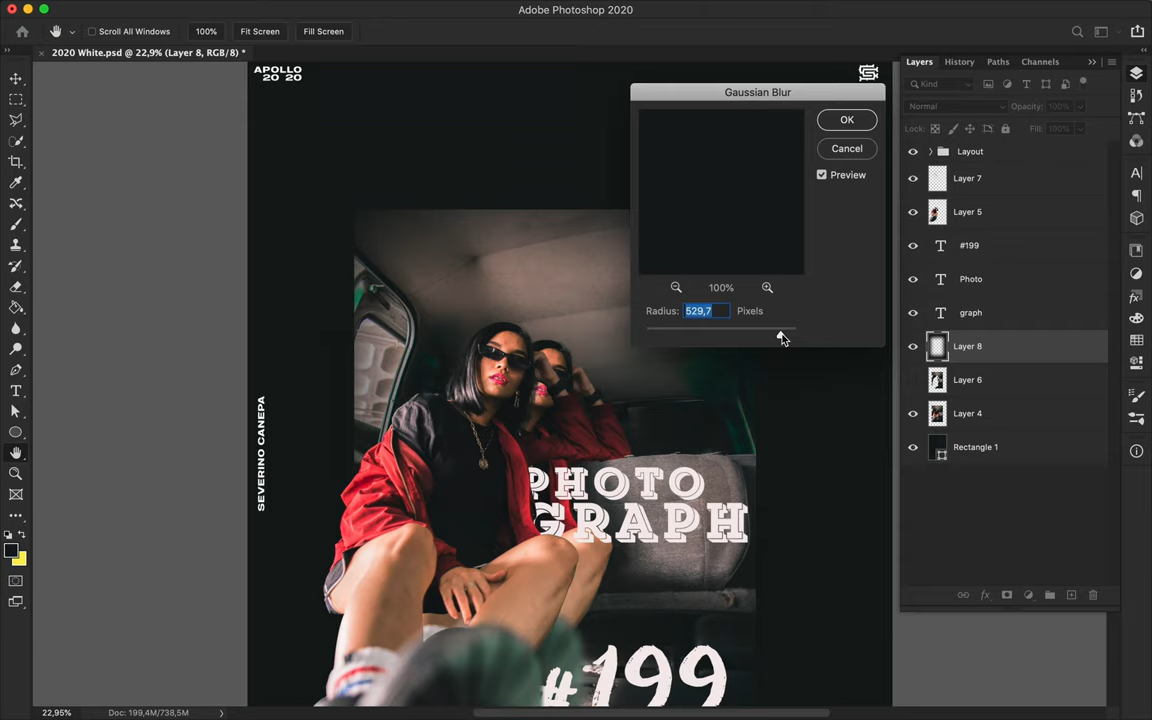 Adobe Photoshop 2020
Scroll All Windows
100%
Fit Screen
Fill Screen
2020 White.psd @ 22,9% (Layer 8, RGB/8) *
APOLLO
20 20
Gaussian Blur
OK
Cancel
Preview
100%
Radius: 529,7 Pixels
SEVERINO CANEPA
PHOTO
GRAPH
#199
Layers
History
Paths
Channels
Kind
Normal
Opacity: 100%
Lock:
Fill: 100%
Layout
Layer 7
Layer 5
#199
Photo
graph
Layer 8
Layer 6
Layer 4
Rectangle 1
22,95%
Doc: 199,4M/738,5M